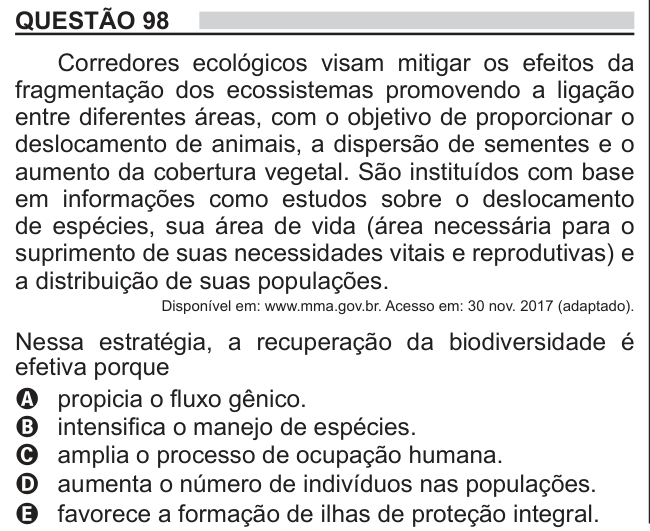 QUESTÃO 98
Corredores ecológicos visam mitigar os efeitos da
fragmentação dos ecossistemas promovendo a ligação
entre diferentes áreas, com o objetivo de proporcionar o
deslocamento de animais, a dispersão de sementes e o
aumento da cobertura vegetal. São instituídos com base
em informações como estudos sobre o deslocamento
de espécies, sua área de vida (área necessária para o
suprimento de suas necessidades vitais e reprodutivas) e
a distribuição de suas populações.
Disponível em: www.mma.gov.br. Acesso em: 30 nov. 2017 (adaptado).
Nessa estratégia, a recuperação da biodiversidade é
efetiva porque
A propicia o fluxo gênico.
B intensifica o manejo de espécies.
C amplia o processo de ocupação humana.
D aumenta o número de indivíduos nas populações.
E favorece a formação de ilhas de proteção integral.